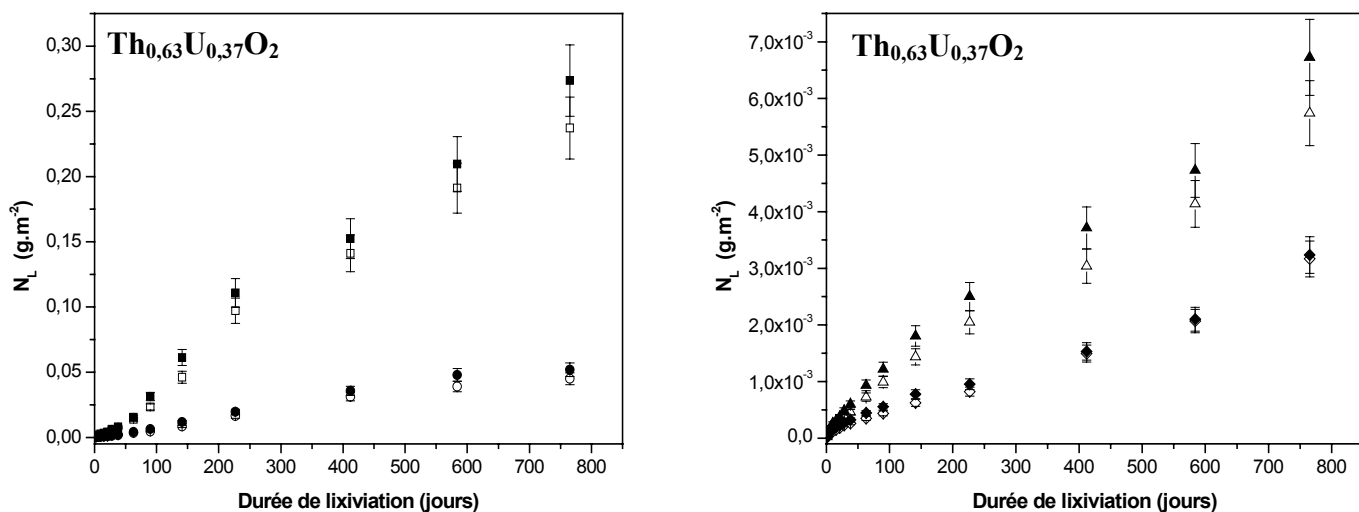 Th0,63U0,37O2
0,30
0,25
0,20
0,15
0,10
0,05
0,00
N_L (g.m-2)
0 100 200 300 400 500 600 700 800
Durée de lixiviation (jours)
Th0,63U0,37O2
7,0x10-3
6,0x10-3
5,0x10-3
4,0x10-3
3,0x10-3
2,0x10-3
1,0x10-3
0,0
N_L (g.m-2)
0 100 200 300 400 500 600 700 800
Durée de lixiviation (jours)